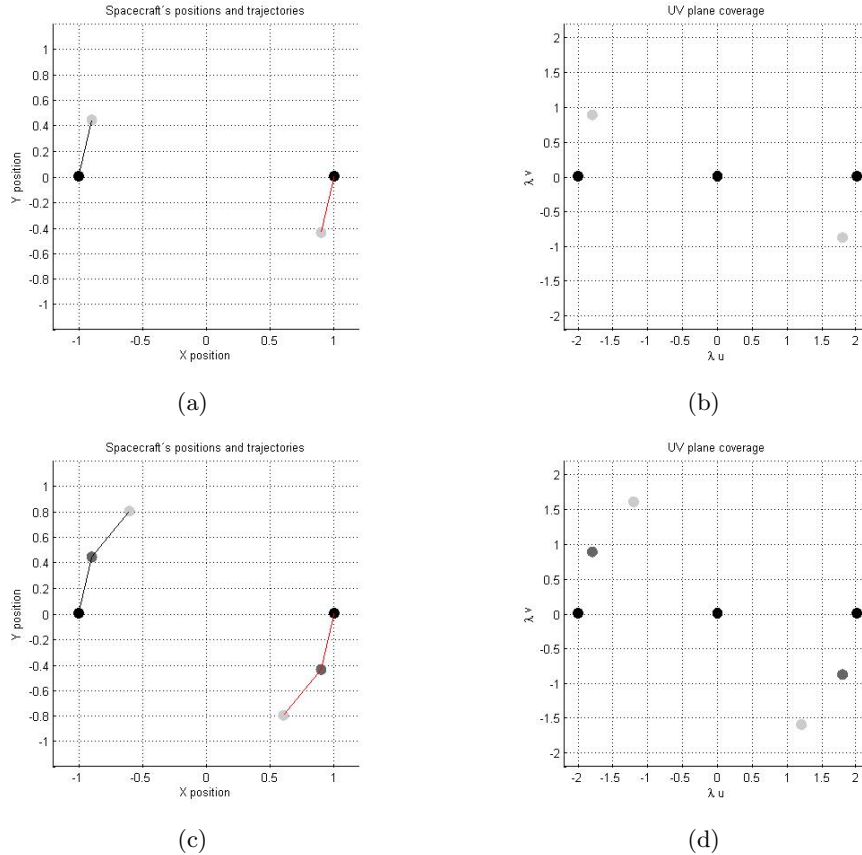 Spacecraft's positions and trajectories
1
0.8
0.6
0.4
0.2
0
-0.2
-0.4
-0.6
-0.8
-1
Y position
-1 -0.5 0 0.5 1
X position
(a)
UV plane coverage
2
1.5
1
0.5
0
-0.5
-1
-1.5
-2
λ v
-2 -1.5 -1 -0.5 0 0.5 1 1.5 2
λ u
(b)
Spacecraft's positions and trajectories
1
0.8
0.6
0.4
0.2
0
-0.2
-0.4
-0.6
-0.8
-1
Y position
-1 -0.5 0 0.5 1
X position
(c)
UV plane coverage
2
1.5
1
0.5
0
-0.5
-1
-1.5
-2
λ v
-2 -1.5 -1 -0.5 0 0.5 1 1.5 2
λ u
(d)